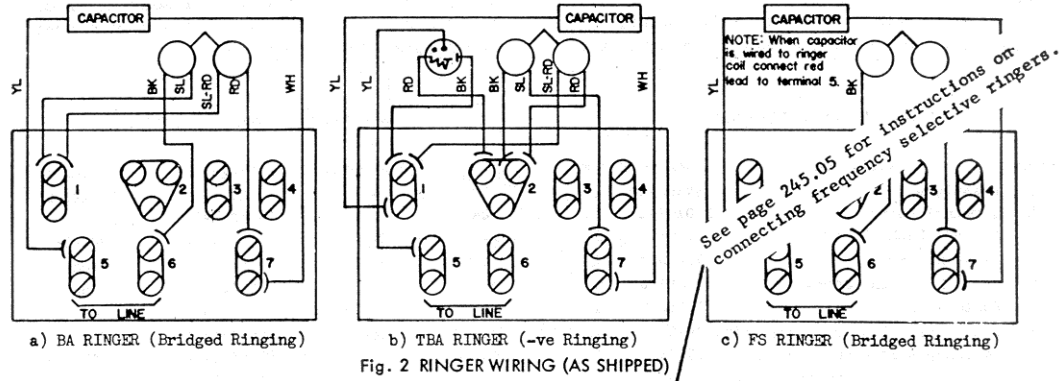 CAPACITOR
YL
BK
SL
SL-RD
RD
WH
1
2
3
4
5
6
7
TO LINE
a) BA RINGER (Bridged Ringing)
CAPACITOR
YL
RD
BK
BK
SL
SL-RD
RD
WH
1
2
3
4
5
6
7
TO LINE
b) TBA RINGER (-ve Ringing)
CAPACITOR
NOTE: When capacitor
is wired to ringer
coil connect red
lead to terminal 5.
YL
BK
See page 245.05 for instructions on
connecting frequency selective ringers.
2
3
4
5
6
7
TO LINE
c) FS RINGER (Bridged Ringing)
Fig. 2 RINGER WIRING (AS SHIPPED)